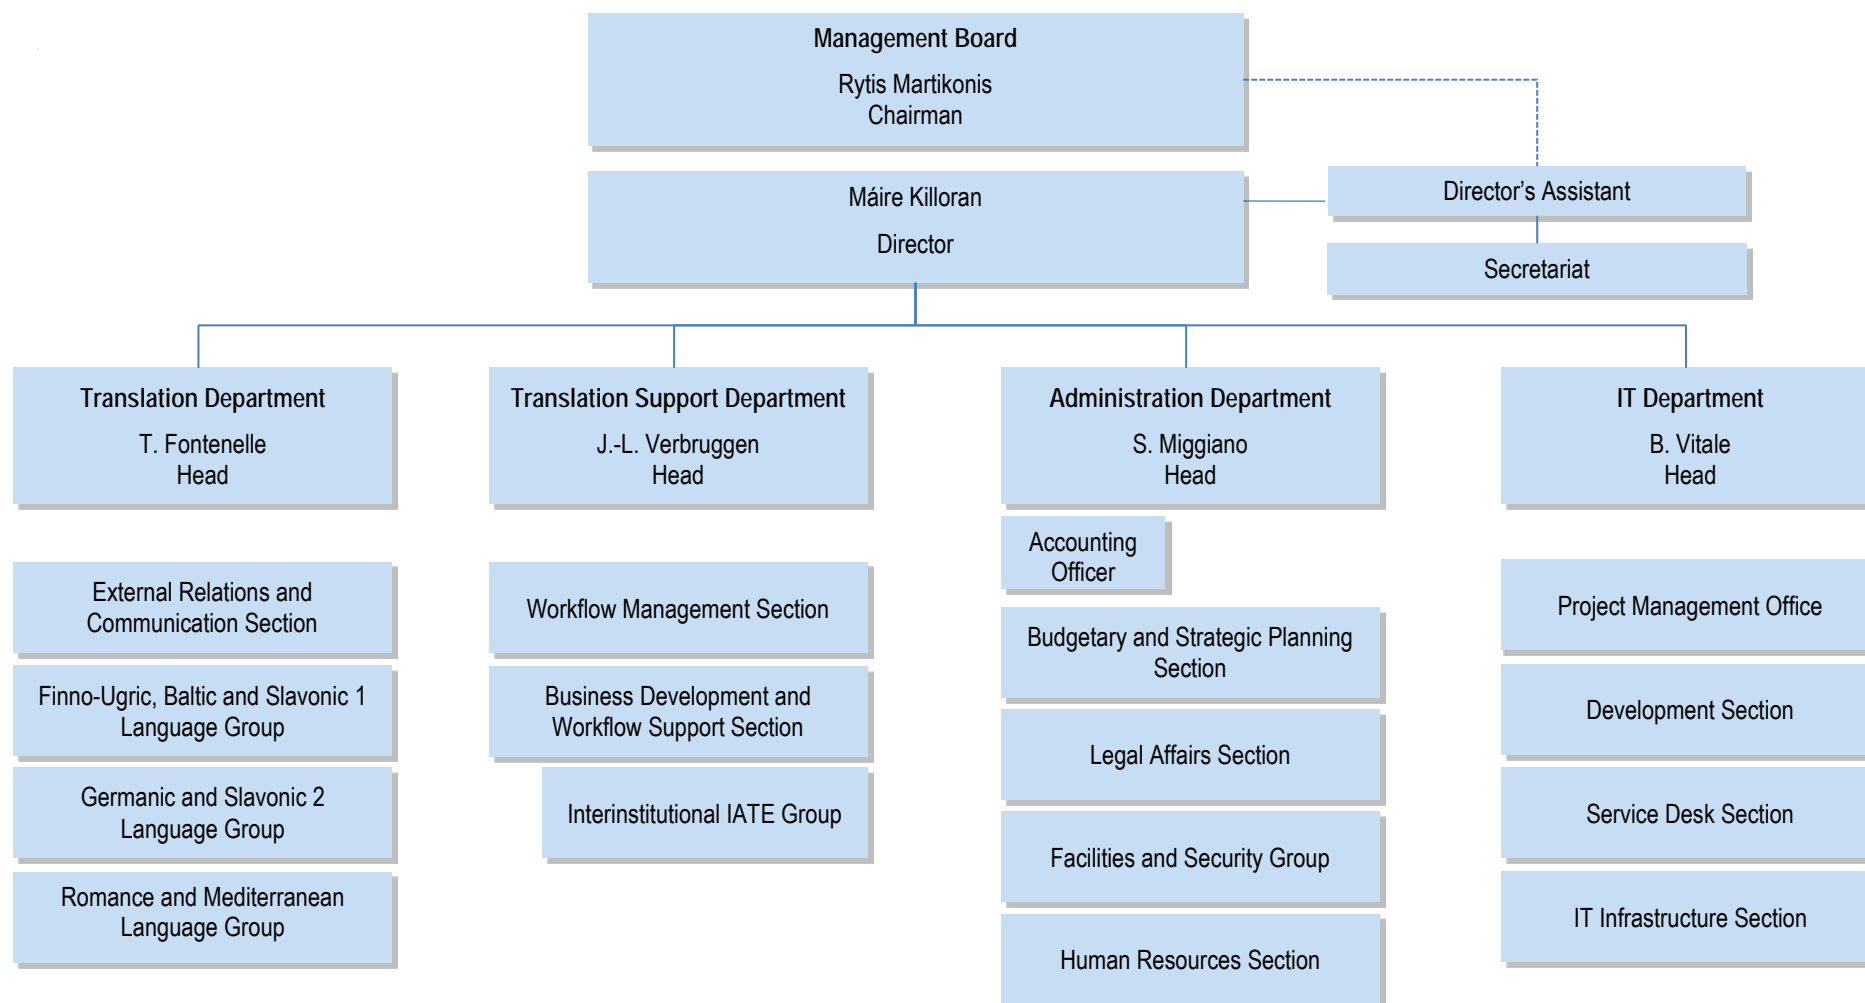 Management Board
Rytis Martikonis
Chairman
Máire Killoran
Director
Director’s Assistant
Secretariat
Translation Department
T. Fontenelle
Head
Translation Support Department
J.-L. Verbruggen
Head
Administration Department
S. Miggiano
Head
IT Department
B. Vitale
Head
External Relations and
Communication Section
Finno-Ugric, Baltic and Slavonic 1
Language Group
Germanic and Slavonic 2
Language Group
Romance and Mediterranean
Language Group
Workflow Management Section
Business Development and
Workflow Support Section
Interinstitutional IATE Group
Accounting
Officer
Budgetary and Strategic Planning
Section
Legal Affairs Section
Facilities and Security Group
Human Resources Section
Project Management Office
Development Section
Service Desk Section
IT Infrastructure Section